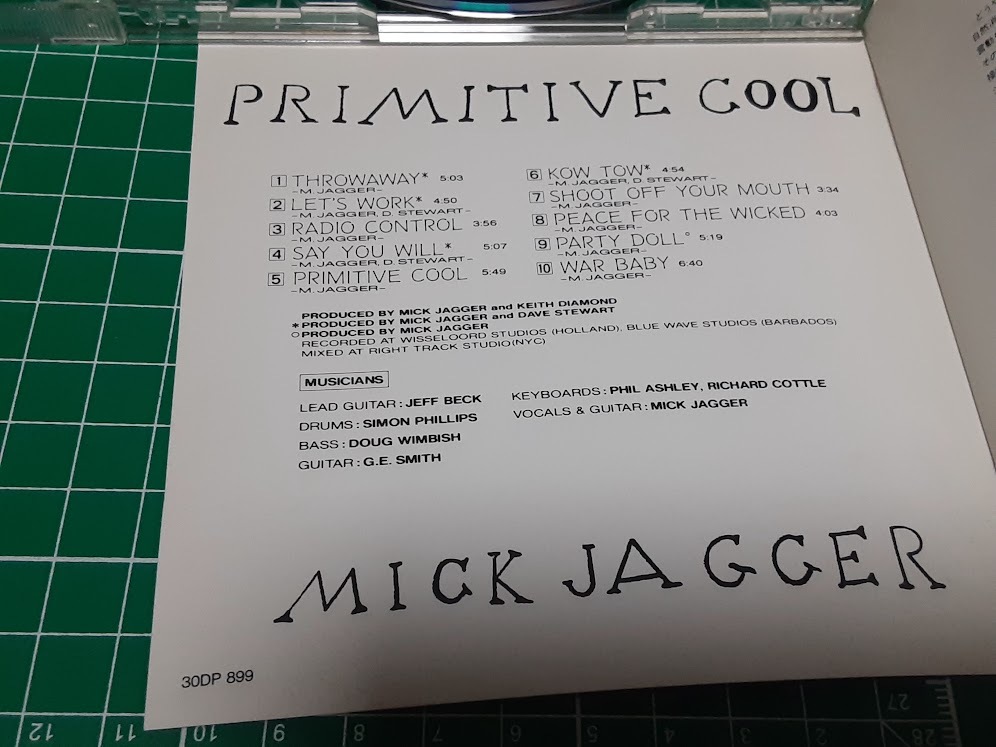 PRIMITIVE COOL
1 THROWAWAY* 5:03
–M. JAGGER–
2 LET'S WORK* 4:50
–M. JAGGER, D. STEWART–
3 RADIO CONTROL 3:56
–M. JAGGER–
4 SAY YOU WILL* 5:07
–M. JAGGER, D. STEWART–
5 PRIMITIVE COOL 5:49
–M. JAGGER–
6 KOW TOW* 4:54
–M. JAGGER, D. STEWART–
7 SHOOT OFF YOUR MOUTH 3:34
–M. JAGGER–
8 PEACE FOR THE WICKED 4:03
–M. JAGGER–
9 PARTY DOLL° 5:19
–M. JAGGER–
10 WAR BABY 6:40
–M. JAGGER–
PRODUCED BY MICK JAGGER and KEITH DIAMOND
*PRODUCED BY MICK JAGGER and DAVE STEWART
○PRODUCED BY MICK JAGGER
RECORDED AT WISSELOORD STUDIOS (HOLLAND), BLUE WAVE STUDIOS (BARBADOS)
MIXED AT RIGHT TRACK STUDIO(NYC)
MUSICIANS
LEAD GUITAR : JEFF BECK
DRUMS : SIMON PHILLIPS
BASS : DOUG WIMBISH
GUITAR : G.E. SMITH
KEYBOARDS : PHIL ASHLEY, RICHARD COTTLE
VOCALS & GUITAR : MICK JAGGER
MICK JAGGER
30DP 899
12 11 10 9 8 7 6 5
27
28